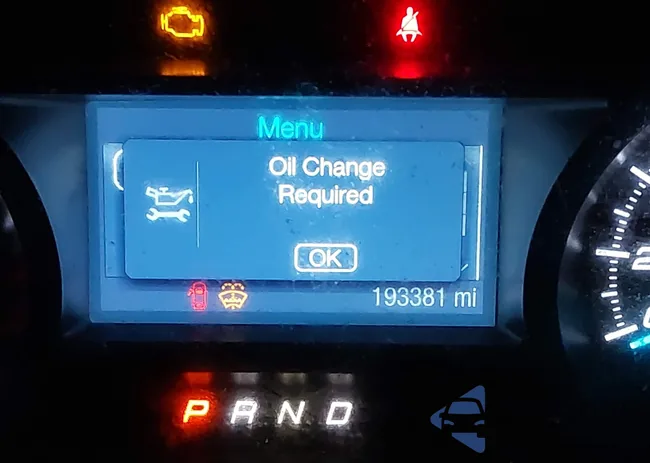 Menu
Oil Change
Required
OK
193381 mi
P R N D